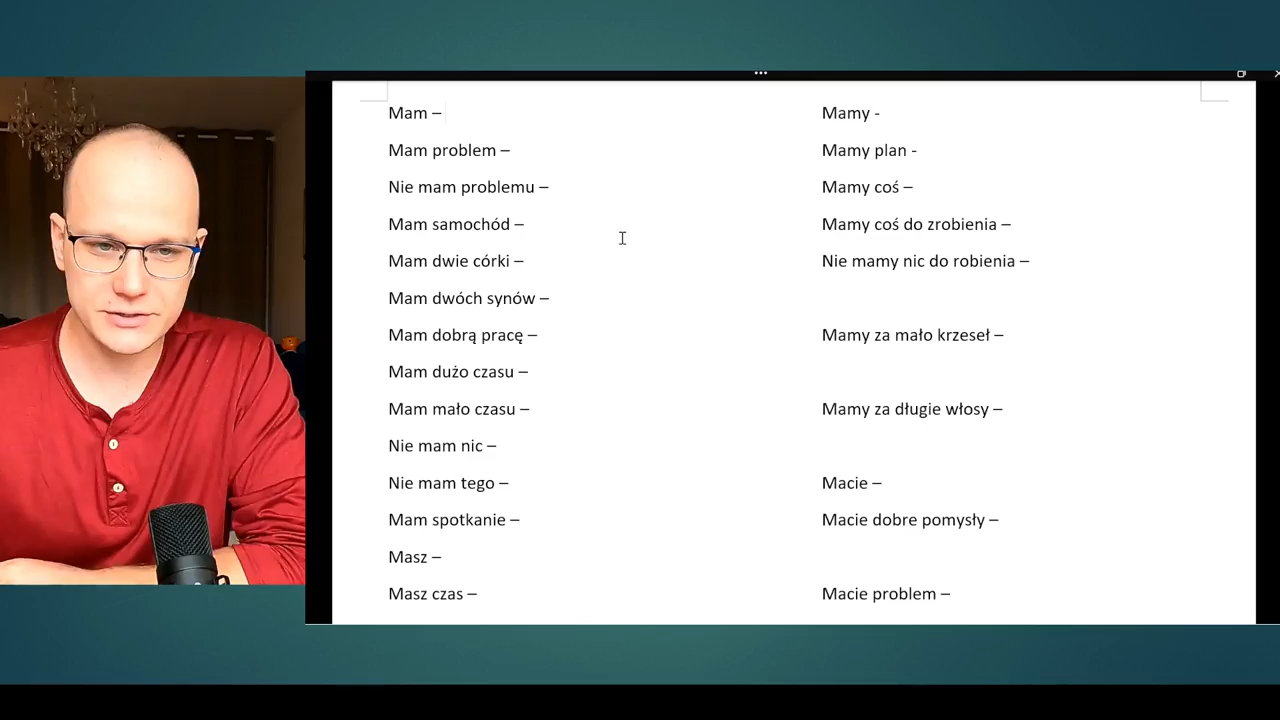 Mam –
Mam problem –
Nie mam problemu –
Mam samochód –
Mam dwie córki –
Mam dwóch synów –
Mam dobrą pracę –
Mam dużo czasu –
Mam mało czasu –
Nie mam nic –
Nie mam tego –
Mam spotkanie –
Masz –
Masz czas –
Mamy -
Mamy plan -
Mamy coś –
Mamy coś do zrobienia –
Nie mamy nic do robienia –
Mamy za mało krzeseł –
Mamy za długie włosy –
Macie –
Macie dobre pomysły –
Macie problem –